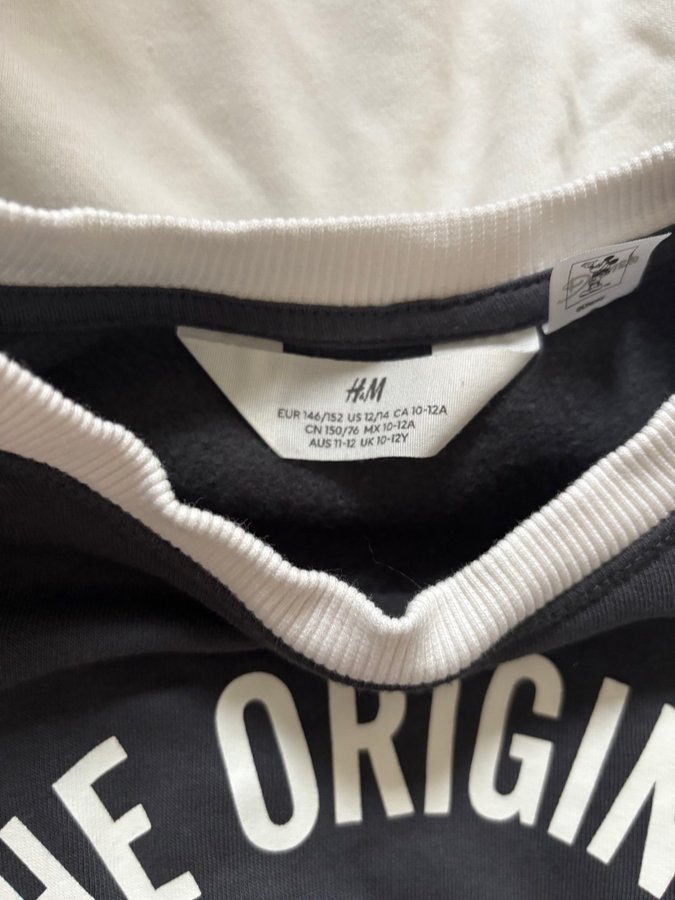 H&M
EUR 146/152 US 12/14 CA 10-12A
CN 150/76 MX 10-12A
AUS 11-12 UK 10-12Y
HE ORIGIN